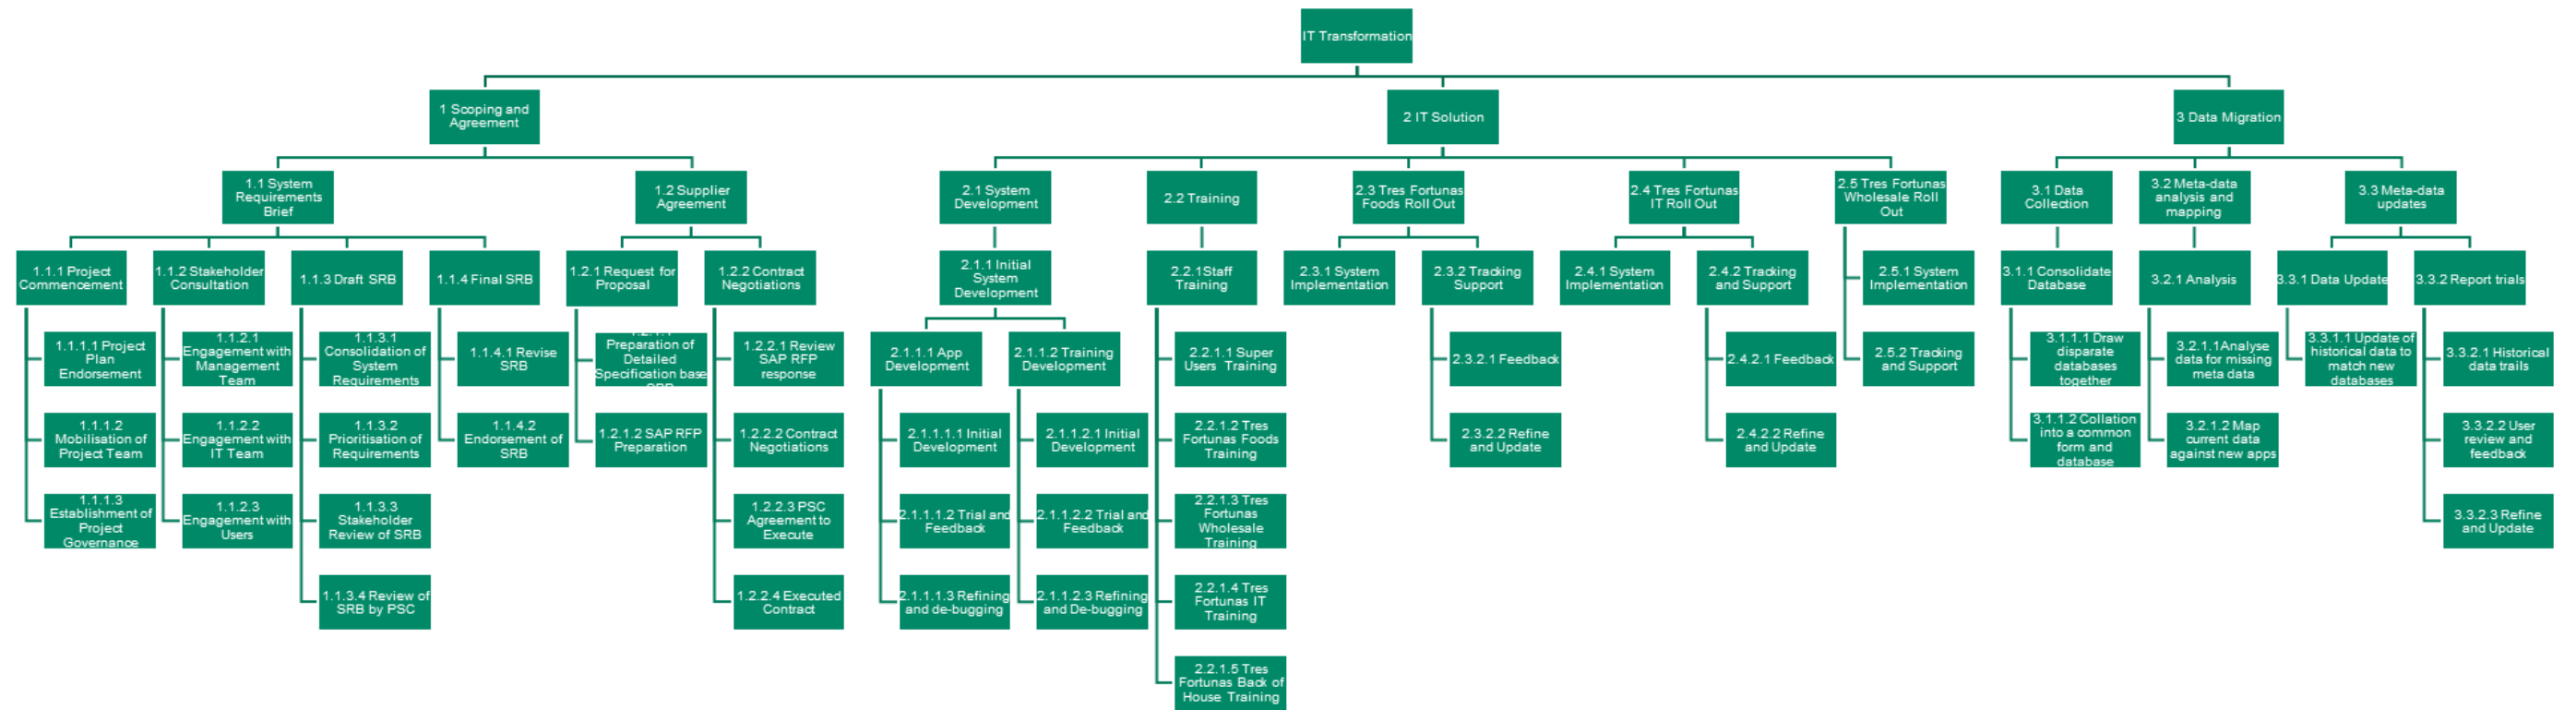 IT Transformation
1 Scoping and
Agreement
2 IT Solution
3 Data Migration
1.1 System
Requirements
Brief
1.2 Supplier
Agreement
2.1 System
Development
2.2 Training
2.3 Tres Fortunas
Foods Roll Out
2.4 Tres Fortunas
IT Roll Out
2.5 Tres Fortunas
Wholesale Roll
Out
3.1 Data
Collection
3.2 Meta-data
analysis and
mapping
3.3 Meta-data
updates
1.1.1 Project
Commencement
1.1.2 Stakeholder
Consultation
1.1.3 Draft SRB
1.1.4 Final SRB
1.2.1 Request for
Proposal
1.2.2 Contract
Negotiations
2.1.1 Initial
System
Development
2.2.1Staff
Training
2.3.1 System
Implementation
2.3.2 Tracking
Support
2.4.1 System
Implementation
2.4.2 Tracking
and Support
2.5.1 System
Implementation
3.1.1 Consolidate
Database
3.2.1 Analysis
3.3.1 Data Update
3.3.2 Report trials
1.1.1.1 Project
Plan
Endorsement
1.1.2.1
Engagement with
Management
Team
1.1.3.1
Consolidation of
System
Requirements
1.1.4.1 Revise
SRB
Preparation of
Detailed
Specification base
1.2.2.1 Review
SAP RFP
response
2.1.1.1 App
Development
2.1.1.2 Training
Development
2.2.1.1 Super
Users Training
2.3.2.1 Feedback
2.4.2.1 Feedback
2.5.2 Tracking
and Support
3.1.1.1 Draw
disparate
databases
together
3.2.1.1Analyse
data for missing
meta data
3.3.1.1 Update of
historical data to
match new
databases
3.3.2.1 Historical
data trails
1.1.1.2
Mobilisation of
Project Team
1.1.2.2
Engagement with
IT Team
1.1.3.2
Prioritisation of
Requirements
1.1.4.2
Endorsement of
SRB
1.2.1.2 SAP RFP
Preparation
1.2.2.2 Contract
Negotiations
2.1.1.1.1 Initial
Development
2.1.1.2.1 Initial
Development
2.2.1.2 Tres
Fortunas Foods
Training
2.3.2.2 Refine
and Update
2.4.2.2 Refine
and Update
3.1.1.2 Collation
into a common
form and
database
3.2.1.2 Map
current data
against new apps
3.3.2.2 User
review and
feedback
1.1.1.3
Establishment of
Project
Governance
1.1.2.3
Engagement with
Users
1.1.3.3
Stakeholder
Review of SRB
1.2.2.3 PSC
Agreement to
Execute
2.1.1.1.2 Trial and
Feedback
2.1.1.2.2 Trial and
Feedback
2.2.1.3 Tres
Fortunas
Wholesale
Training
3.3.2.3 Refine
and Update
1.1.3.4 Review of
SRB by PSC
1.2.2.4 Executed
Contract
2.1.1.1.3 Refining
and de-bugging
2.1.1.2.3 Refining
and De-bugging
2.2.1.4 Tres
Fortunas IT
Training
2.2.1.5 Tres
Fortunas Back of
House Training